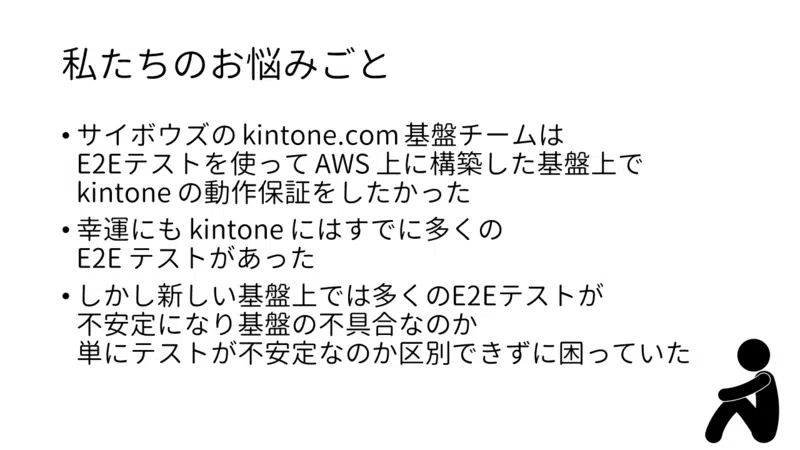 私たちのお悩みごと
• サイボウズの kintone.com 基盤チームは
E2Eテストを使って AWS 上に構築した基盤上で
kintone の動作保証をしたかった
• 幸運にも kintone にはすでに多くの
E2E テストがあった
• しかし新しい基盤上では多くのE2Eテストが
不安定になり基盤の不具合なのか
単にテストが不安定なのか区別できずに困っていた